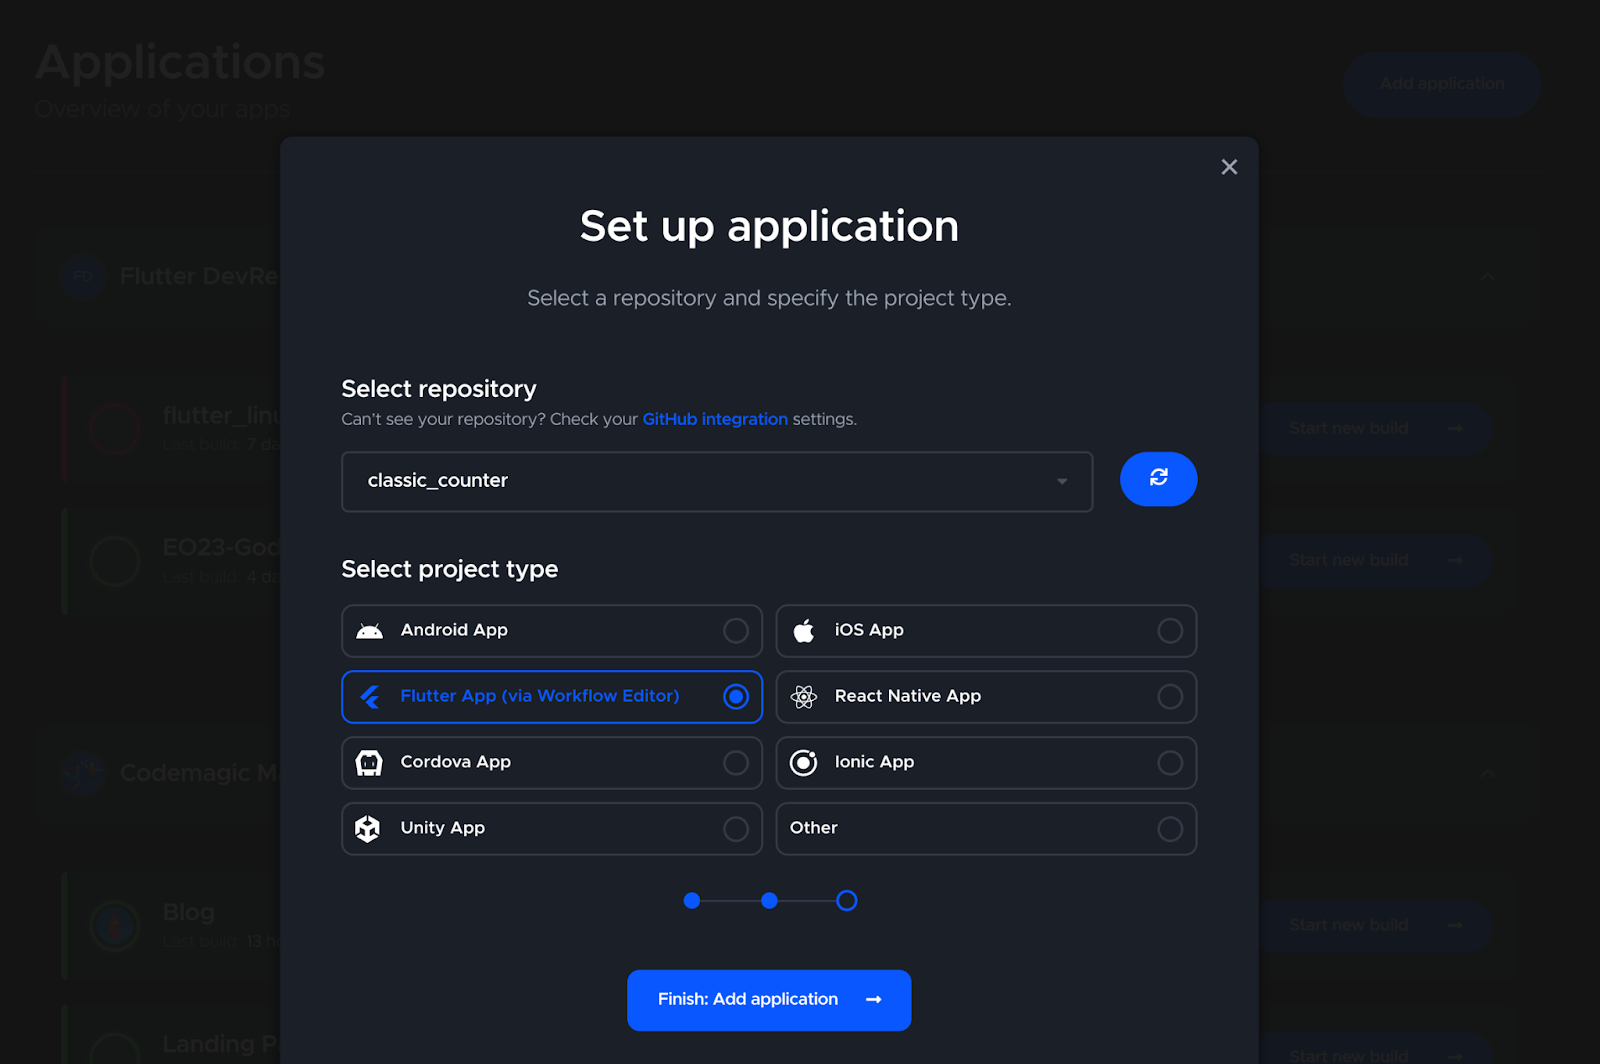 Applications
Overview of your apps
Add application
Set up application
Select a repository and specify the project type.
FD
Flutter DevRe
Select repository
Can't see your repository? Check your GitHub integration settings.
flutter_linu
Last build: 7 da
Start new build
classic_counter
EO23-God
Last build: 4 da
Start new build
Select project type
Android App
iOS App
Flutter App (via Workflow Editor)
React Native App
Cordova App
Ionic App
Codemagic M
Unity App
Other
Blog
Last build: 13 ho
Start new build
Finish: Add application
Landing P
Start new build